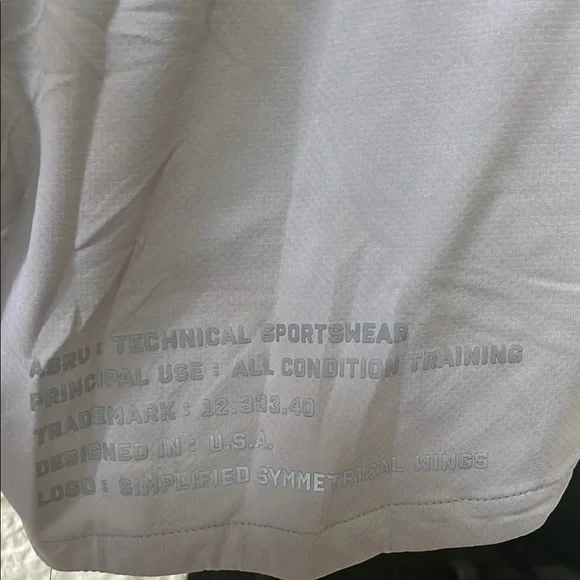 ASRV : TECHNICAL SPORTSWEAR
PRINCIPAL USE : ALL CONDITION TRAINING
TRADEMARK : 12.333.40
DESIGNED IN : U.S.A.
LOGO : SIMPLIFIED SYMMETRICAL WINGS